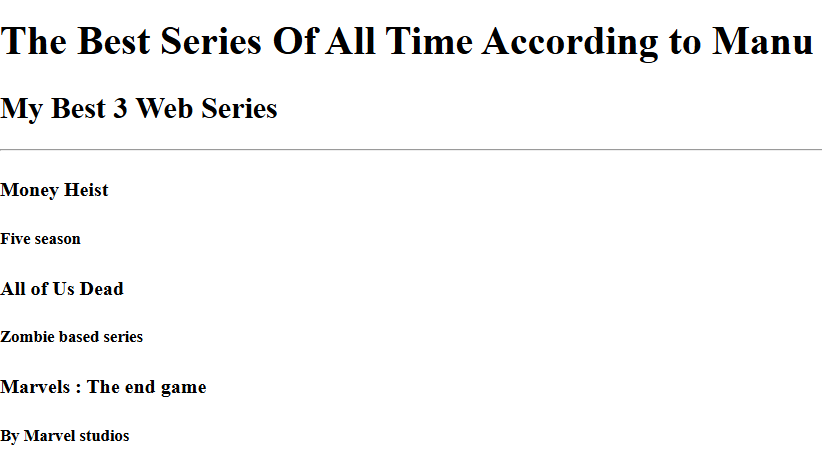 The Best Series Of All Time According to Manu
My Best 3 Web Series
Money Heist
Five season
All of Us Dead
Zombie based series
Marvels : The end game
By Marvel studios